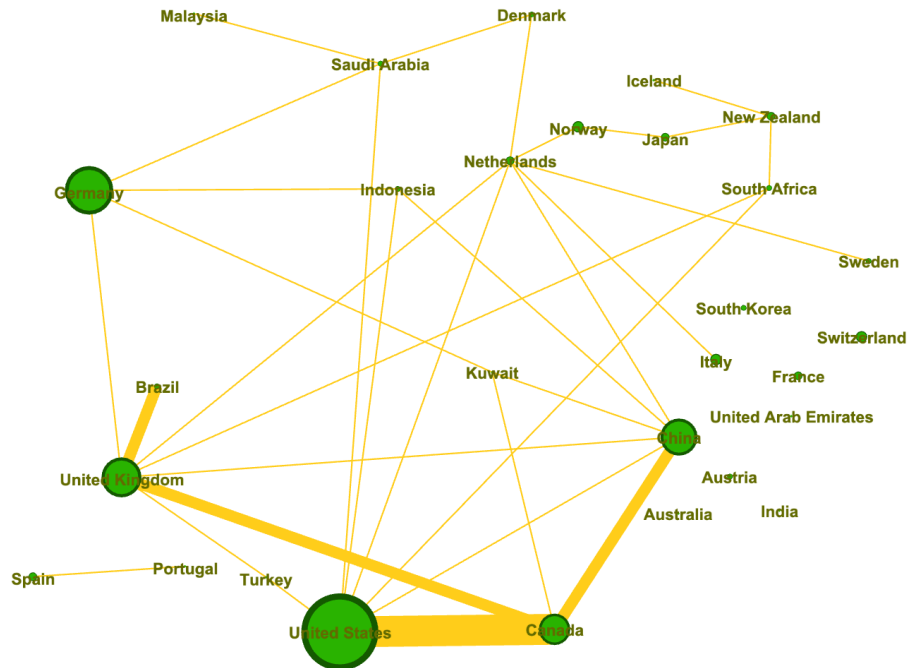 Malaysia
Denmark
Saudi Arabia
Iceland
New Zealand
Norway
Japan
Netherlands
Germany
Indonesia
South Africa
Sweden
South Korea
Switzerland
Italy
Kuwait
France
Brazil
United Arab Emirates
China
United Kingdom
Austria
India
Australia
Portugal
Spain
Turkey
United States
Canada